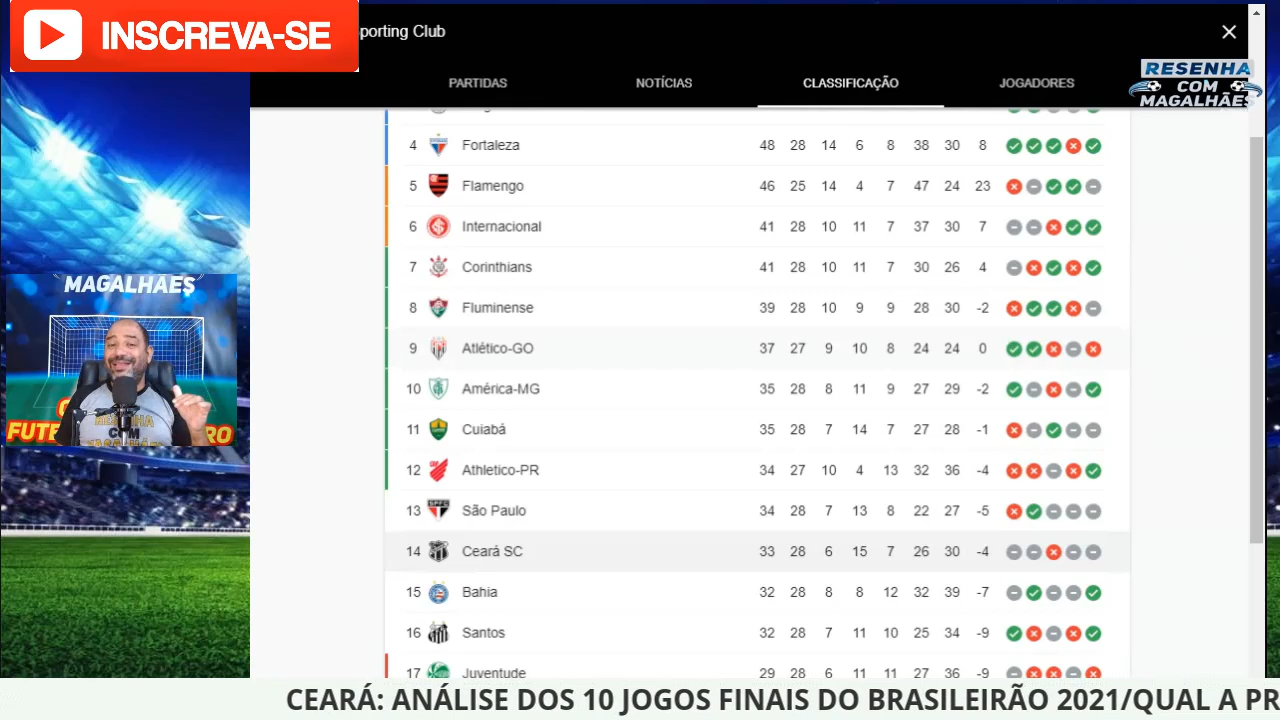 INSCREVA-SE
porting Club
PARTIDAS NOTÍCIAS CLASSIFICAÇÃO JOGADORES
RESENHA
COM
MAGALHÃES
4 Fortaleza 48 28 14 6 8 38 30 8
5 Flamengo 46 25 14 4 7 47 24 23
6 Internacional 41 28 10 11 7 37 30 7
7 Corinthians 41 28 10 11 7 30 26 4
8 Fluminense 39 28 10 9 9 28 30 -2
9 Atlético-GO 37 27 9 10 8 24 24 0
10 América-MG 35 28 8 11 9 27 29 -2
11 Cuiabá 35 28 7 14 7 27 28 -1
12 Athletico-PR 34 27 10 4 13 32 36 -4
13 São Paulo 34 28 7 13 8 22 27 -5
14 Ceará SC 33 28 6 15 7 26 30 -4
15 Bahia 32 28 8 8 12 32 39 -7
16 Santos 32 28 7 11 10 25 34 -9
17 Juventude 29 28 6 11 11 27 36 -9
MAGALHÃES
RESENHA
COM
FUTE
RO
CEARÁ: ANÁLISE DOS 10 JOGOS FINAIS DO BRASILEIRÃO 2021/QUAL A PR